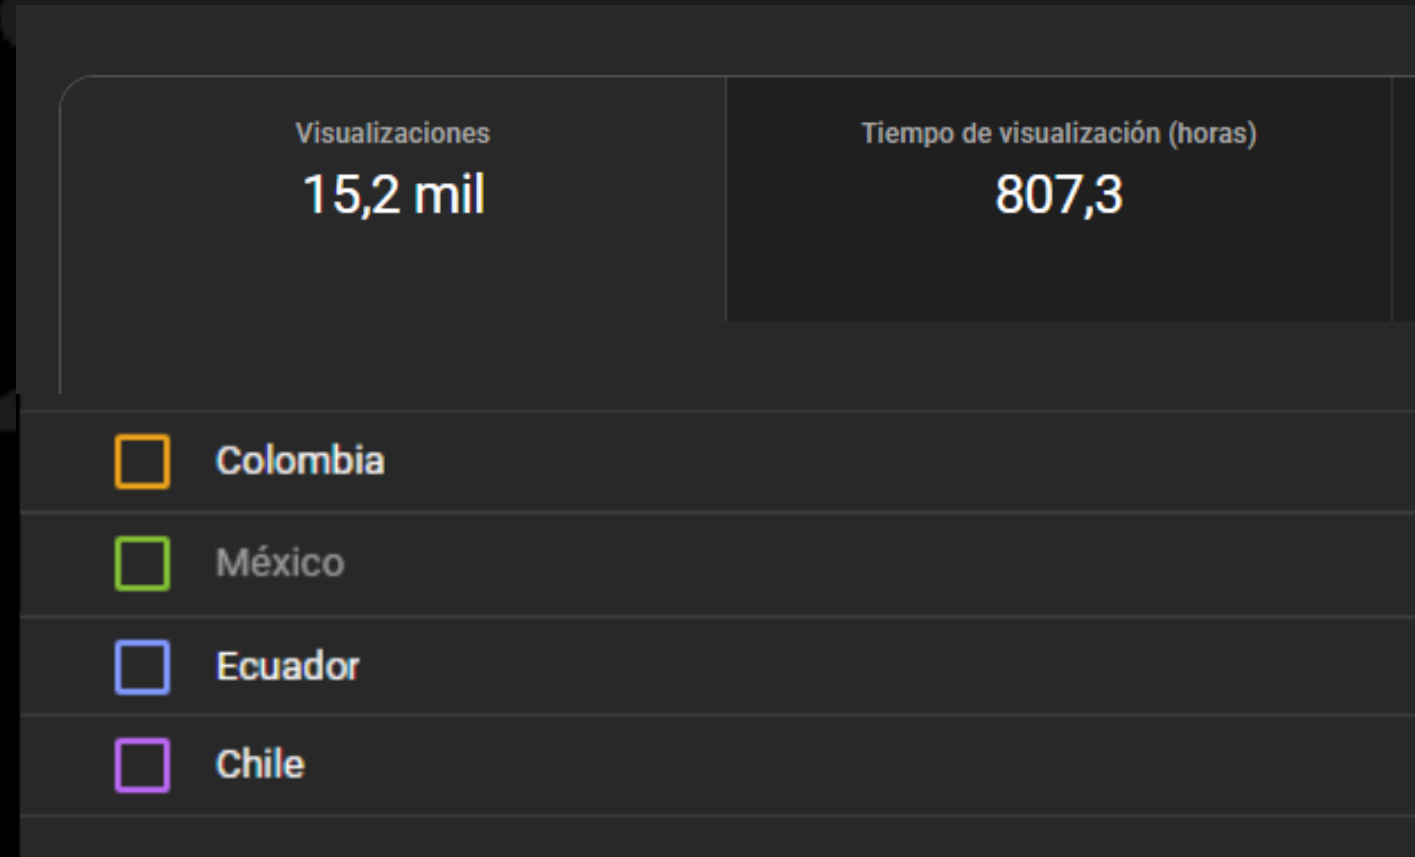 Visualizaciones
15,2 mil
Tiempo de visualización (horas)
807,3
Colombia
México
Ecuador
Chile